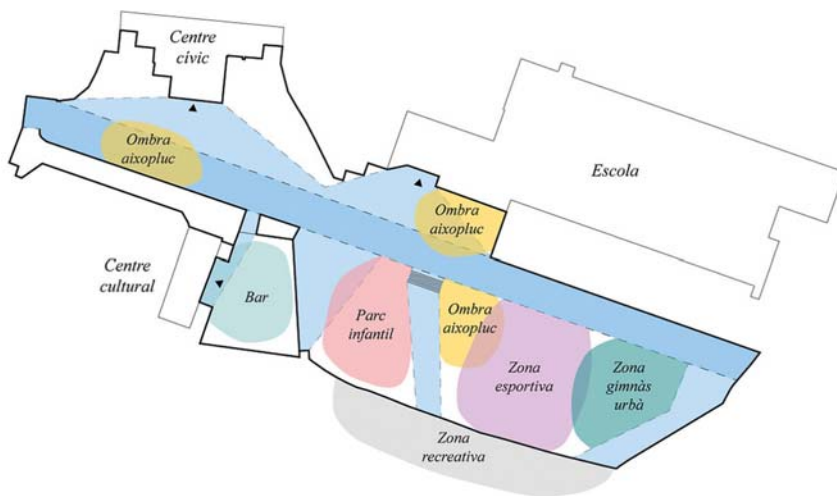 Centre
cívic
Ombra
aixopluc
Escola
Ombra
aixopluc
Centre
cultural
Bar
Parc
infantil
Ombra
aixopluc
Zona
esportiva
Zona
gimnàs
urbà
Zona
recreativa